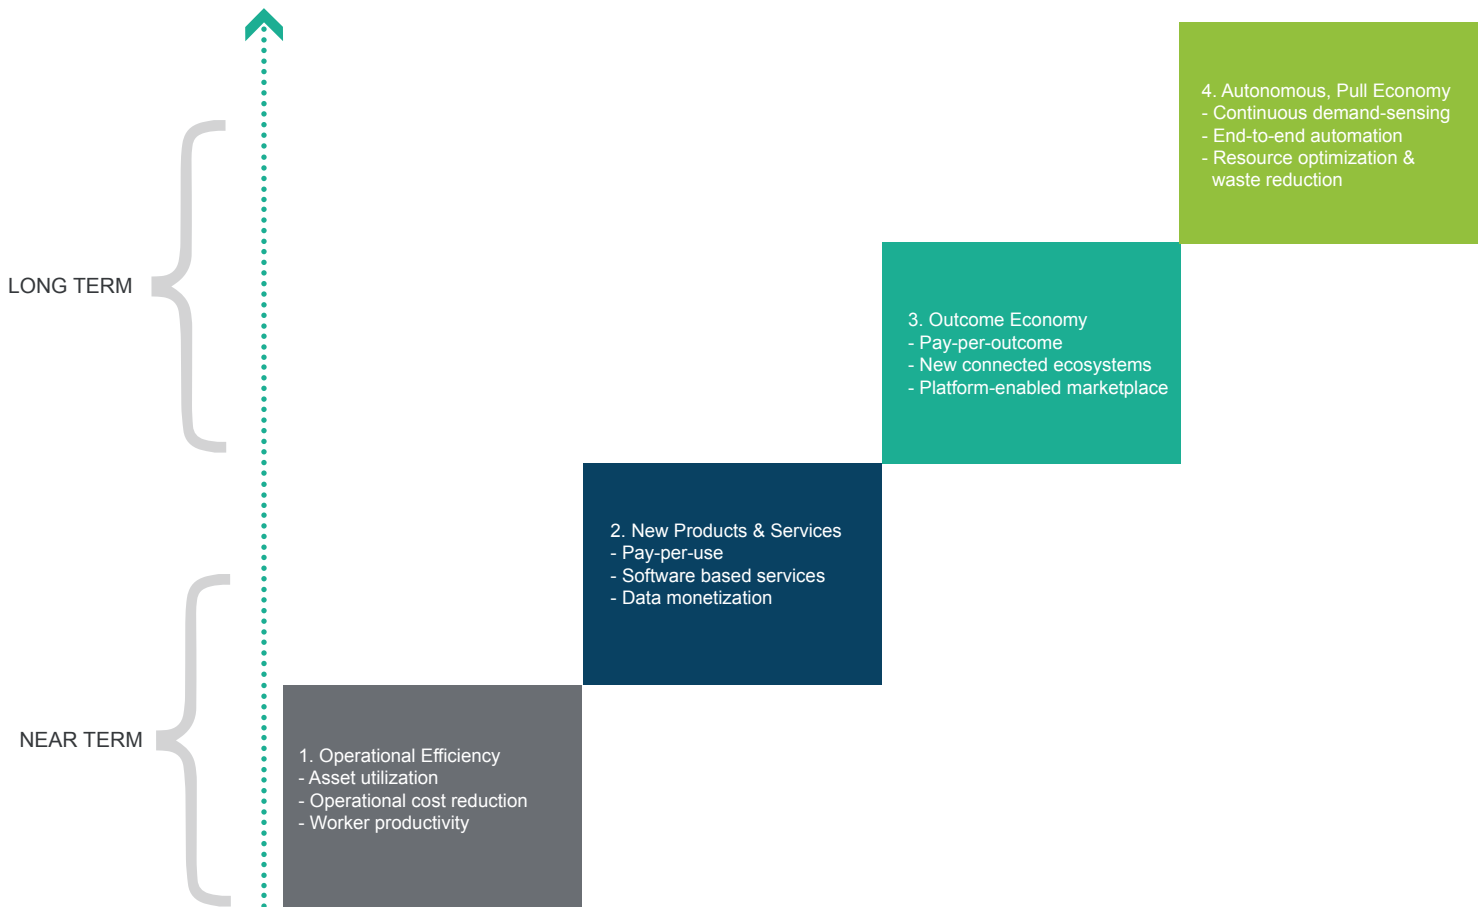 4. Autonomous, Pull Economy
- Continuous demand-sensing
- End-to-end automation
- Resource optimization &
waste reduction
LONG TERM
3. Outcome Economy
- Pay-per-outcome
- New connected ecosystems
- Platform-enabled marketplace
2. New Products & Services
- Pay-per-use
- Software based services
- Data monetization
NEAR TERM
1. Operational Efficiency
- Asset utilization
- Operational cost reduction
- Worker productivity